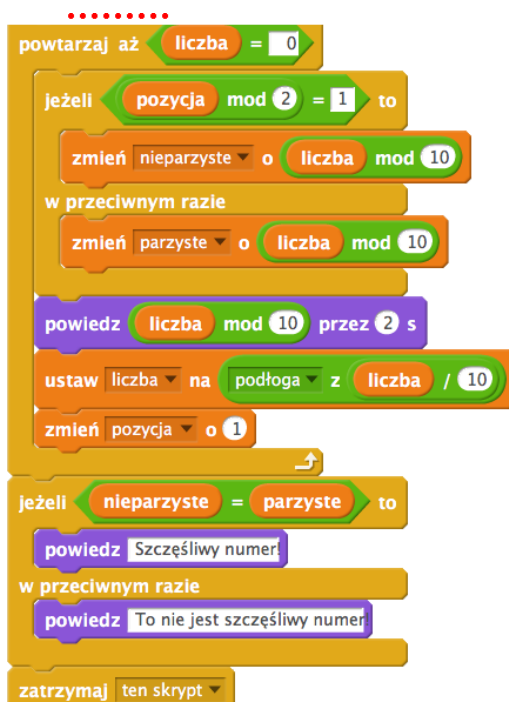 powtarzaj aż liczba = 0
jeżeli pozycja mod 2 = 1 to
zmień nieparzyste o liczba mod 10
w przeciwnym razie
zmień parzyste o liczba mod 10
powiedz liczba mod 10 przez 2 s
ustaw liczba na podłoga z liczba / 10
zmień pozycja o 1
jeżeli nieparzyste = parzyste to
powiedz Szczęśliwy numer!
w przeciwnym razie
powiedz To nie jest szczęśliwy numer!
zatrzymaj ten skrypt